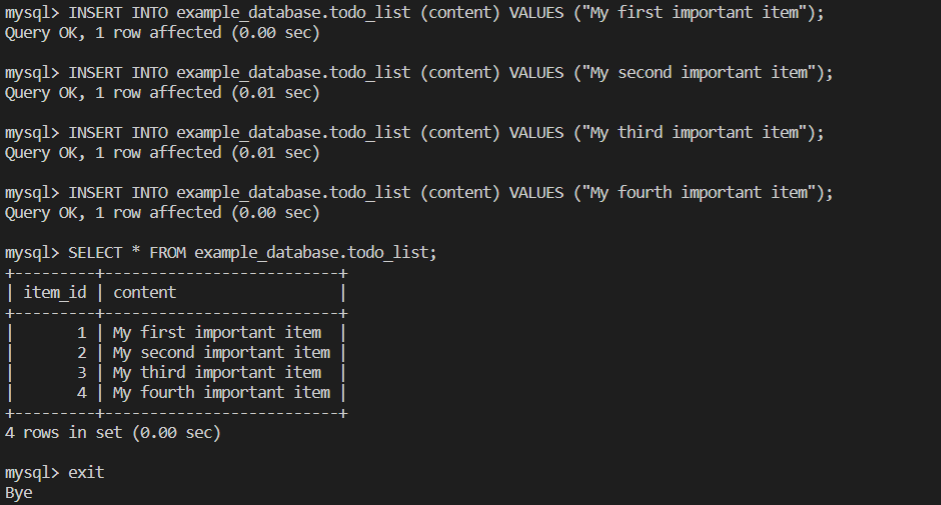 mysql> INSERT INTO example_database.todo_list (content) VALUES ("My first important item");
Query OK, 1 row affected (0.00 sec)
mysql> INSERT INTO example_database.todo_list (content) VALUES ("My second important item");
Query OK, 1 row affected (0.01 sec)
mysql> INSERT INTO example_database.todo_list (content) VALUES ("My third important item");
Query OK, 1 row affected (0.01 sec)
mysql> INSERT INTO example_database.todo_list (content) VALUES ("My fourth important item");
Query OK, 1 row affected (0.00 sec)
mysql> SELECT * FROM example_database.todo_list;
+---------+--------------------------+
| item_id | content                  |
+---------+--------------------------+
|       1 | My first important item  |
|       2 | My second important item |
|       3 | My third important item  |
|       4 | My fourth important item |
+---------+--------------------------+
4 rows in set (0.00 sec)
mysql> exit
Bye